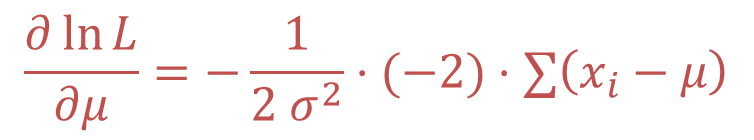 ∂ ln L / ∂μ = − 1 / 2 σ² · (−2) · ∑(xᵢ − μ)